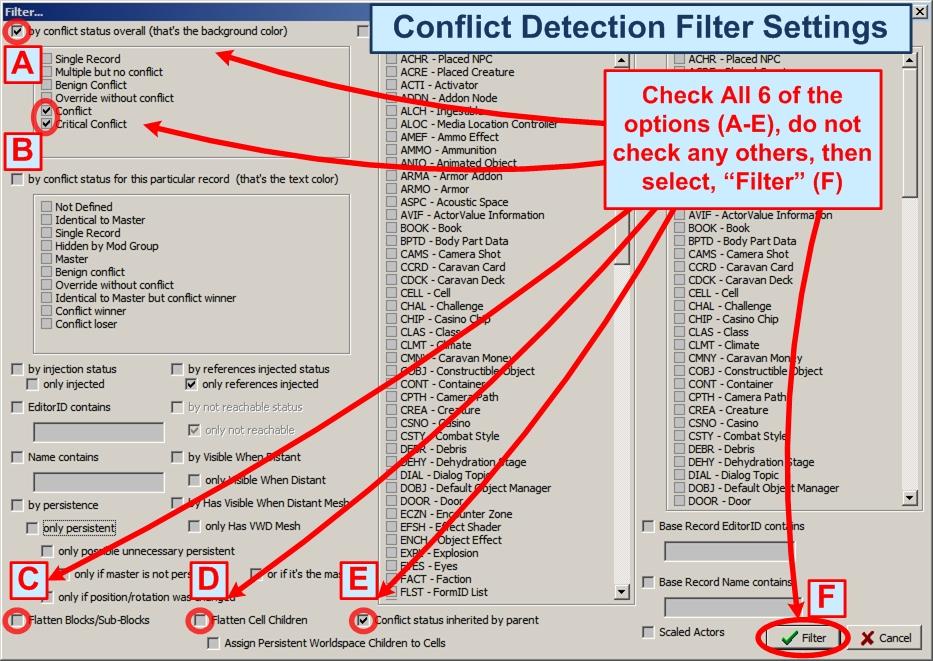 Filter...
Conflict Detection Filter Settings
by conflict status overall (that's the background color)
A
Single Record
Multiple but no conflict
Benign Conflict
Override without conflict
Conflict
Critical Conflict
B
by conflict status for this particular record (that's the text color)
Not Defined
Identical to Master
Single Record
Hidden by Mod Group
Master
Benign conflict
Override without conflict
Identical to Master but conflict winner
Conflict winner
Conflict loser
by injection status
only injected
by references injected status
only references injected
EditorID contains
by not reachable status
only not reachable
Name contains
by Visible When Distant
only Visible When Distant
by persistence
by Has Visible When Distant Mesh
only persistent
only Has VWD Mesh
only possible unnecessary persistent
C
only if master is not pers
D
or if it's the mas
E
only if position/rotation was changed
Flatten Blocks/Sub-Blocks
Flatten Cell Children
Conflict status inherited by parent
Assign Persistent Worldspace Children to Cells
ACHR - Placed NPC
ACRE - Placed Creature
ACTI - Activator
ADDN - Addon Node
ALCH - Ingestible
ALOC - Media Location Controller
AMEF - Ammo Effect
AMMO - Ammunition
ANIO - Animated Object
ARMA - Armor Addon
ARMO - Armor
ASPC - Acoustic Space
AVIF - ActorValue Information
BOOK - Book
BPTD - Body Part Data
CAMS - Camera Shot
CCRD - Caravan Card
CDCK - Caravan Deck
CELL - Cell
CHAL - Challenge
CHIP - Casino Chip
CLAS - Class
CLMT - Climate
CMNY - Caravan Money
COBJ - Constructible Object
CONT - Container
CPTH - Camera Path
CREA - Creature
CSNO - Casino
CSTY - Combat Style
DEBR - Debris
DEHY - Dehydration Stage
DIAL - Dialog Topic
DOBJ - Default Object Manager
DOOR - Door
ECZN - Encounter Zone
EFSH - Effect Shader
ENCH - Object Effect
EXPL - Explosion
EYES - Eyes
FACT - Faction
FLST - FormID List
Check All 6 of the
options (A-E), do not
check any others, then
select, “Filter” (F)
ACHR - Placed NPC
ACRE - Placed Creature
AVIF - ActorValue Information
BOOK - Book
BPTD - Body Part Data
CAMS - Camera Shot
CCRD - Caravan Card
CDCK - Caravan Deck
CELL - Cell
CHAL - Challenge
CHIP - Casino Chip
CLAS - Class
CLMT - Climate
CMNY - Caravan Money
COBJ - Constructible Object
CONT - Container
CPTH - Camera Path
CREA - Creature
CSNO - Casino
CSTY - Combat Style
DEBR - Debris
DEHY - Dehydration Stage
DIAL - Dialog Topic
DOBJ - Default Object Manager
DOOR - Door
Base Record EditorID contains
Base Record Name contains
F
Scaled Actors
Filter
Cancel